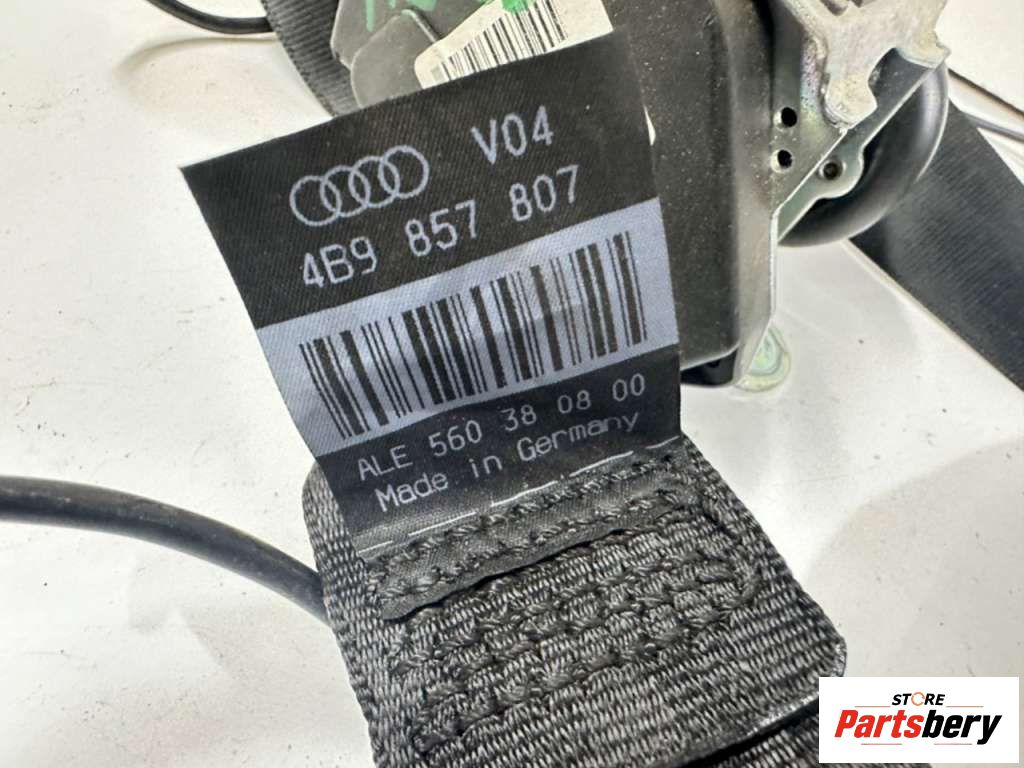 V04
4B9 857 807
ALE 560 38 08 00
Made in Germany
STORE
Partsbery